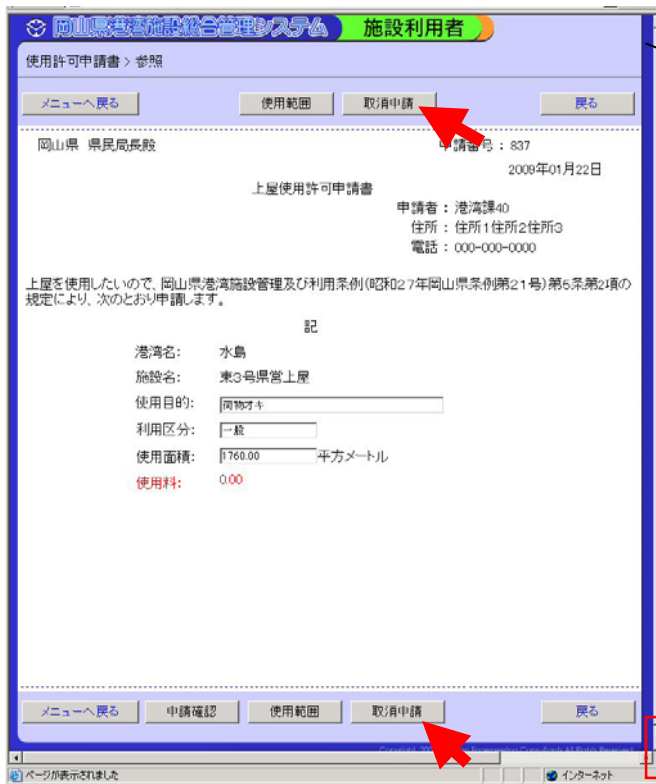 岡山県港湾施設総合管理システム 施設利用者
使用許可申請書 > 参照
メニューへ戻る 使用範囲 取消申請 戻る
岡山県 県民局長殿
申請番号 : 837
2009年01月22日
上屋使用許可申請書
申請者 : 港湾課40
住所 : 住所1住所2住所3
電話 : 000-000-0000
上屋を使用したいので、岡山県港湾施設管理及び利用条例(昭和27年岡山県条例第21号)第5条第2項の
規定により、次のとおり申請します。
記
港湾名: 水島
施設名: 東3号県営上屋
使用目的: 荷物オキ
利用区分: 一般
使用面積: 1760.00 平方メートル
使用料: 0.00
メニューへ戻る 申請確認 使用範囲 取消申請 戻る
ページが表示されました インターネット